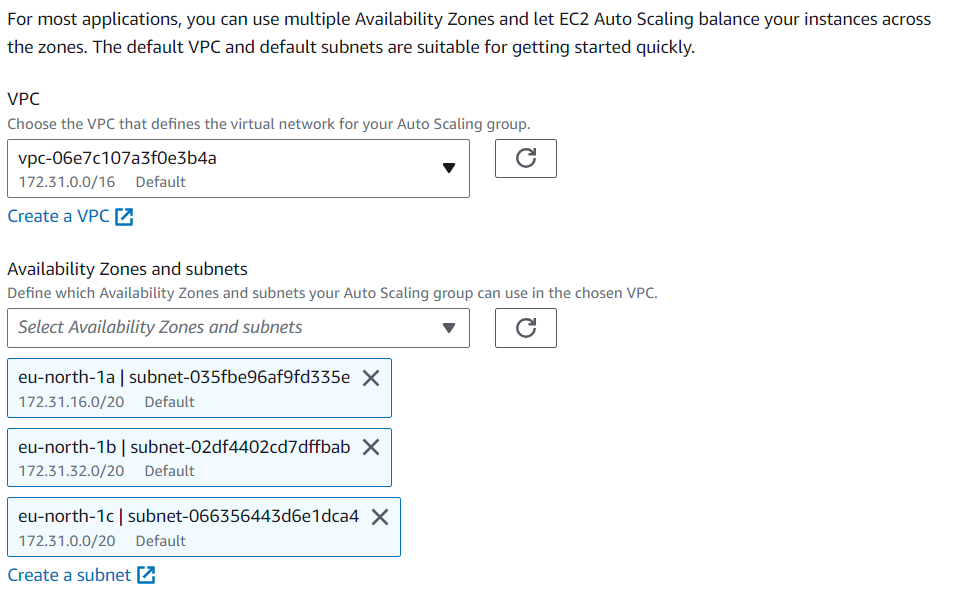 For most applications, you can use multiple Availability Zones and let EC2 Auto Scaling balance your instances across
the zones. The default VPC and default subnets are suitable for getting started quickly.
VPC
Choose the VPC that defines the virtual network for your Auto Scaling group.
vpc-06e7c107a3f0e3b4a
172.31.0.0/16 Default
Create a VPC
Availability Zones and subnets
Define which Availability Zones and subnets your Auto Scaling group can use in the chosen VPC.
Select Availability Zones and subnets
eu-north-1a | subnet-035fbe96af9fd335e
172.31.16.0/20 Default
eu-north-1b | subnet-02df4402cd7dffbab
172.31.32.0/20 Default
eu-north-1c | subnet-066356443d6e1dca4
172.31.0.0/20 Default
Create a subnet